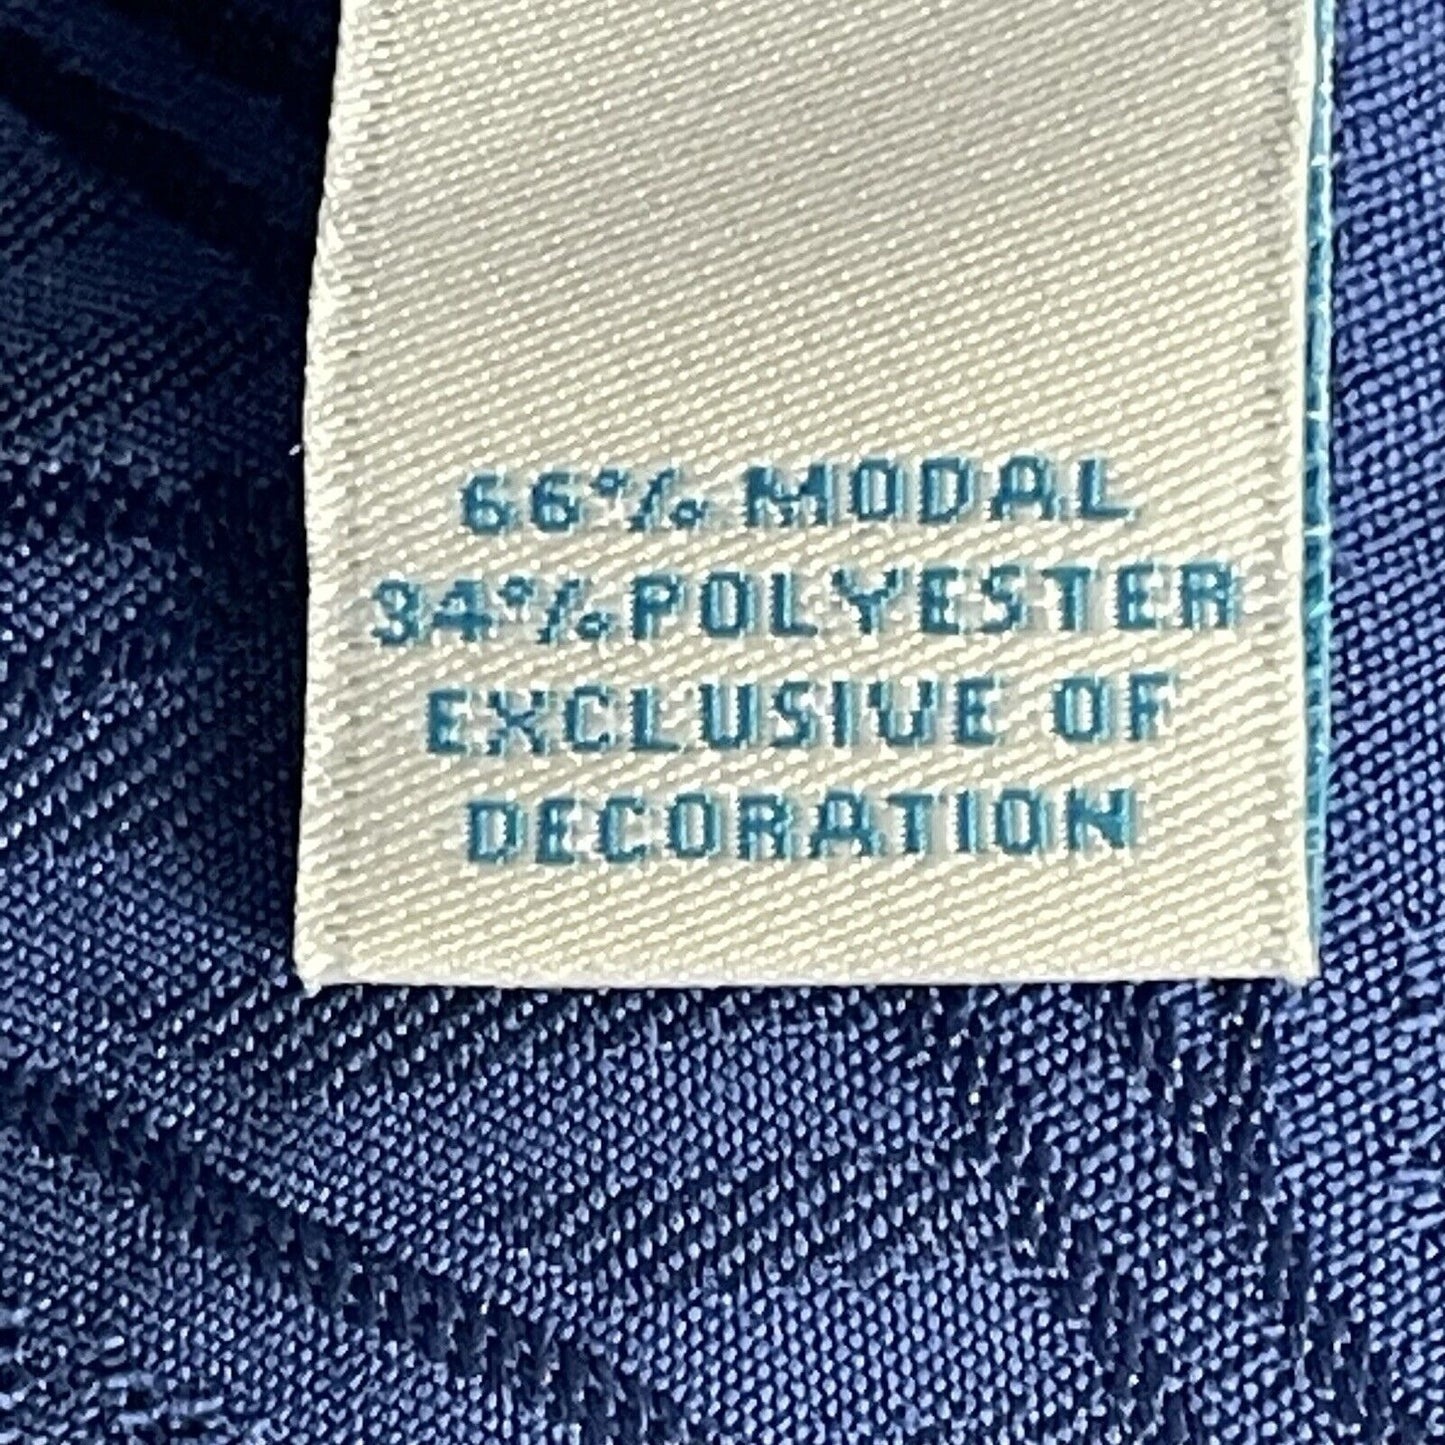 66% MODAL
34% POLYESTER
EXCLUSIVE OF
DECORATION